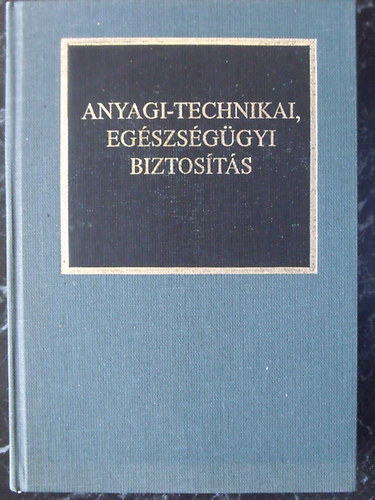 ANYAGI-TECHNIKAI,
EGÉSZSÉGÜGYI
BIZTOSÍTÁS